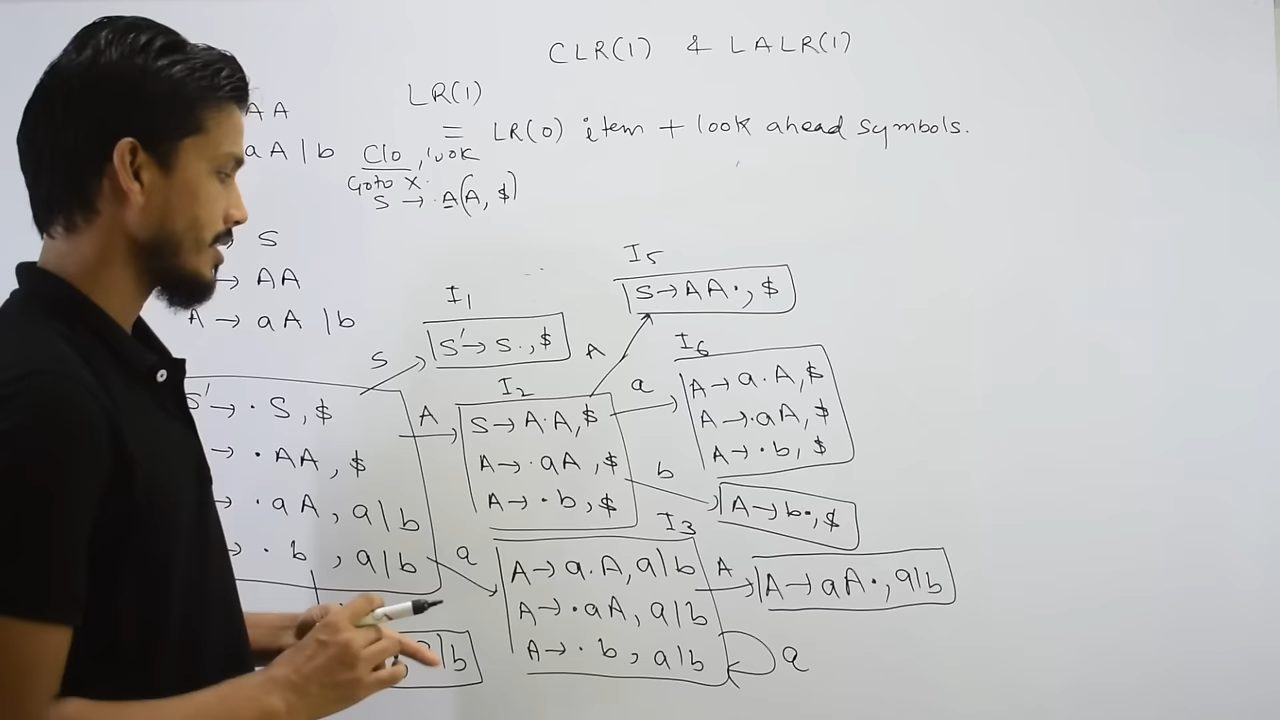 CLR(1) & LALR(1)
LR(1)
= LR(0) item + look ahead symbols.
AA
aA | b
Clo
Goto X.
S → .A(A, $)
S
→ AA
A → aA | b
S' → . S, $
→ . AA, $
. aA, a|b
→ . b, a|b
S
I1
S' → S., $
A
I2
S → A.A, $
A → .aA, $
A → .b, $
A
I5
S → AA., $
a
I6
A → a.A, $
A → .aA, $
A → .b, $
b
A → b., $
a
I3
A → a.A, a|b
A → .aA, a|b
A → .b, a|b
A
A → aA., a|b
a
|b